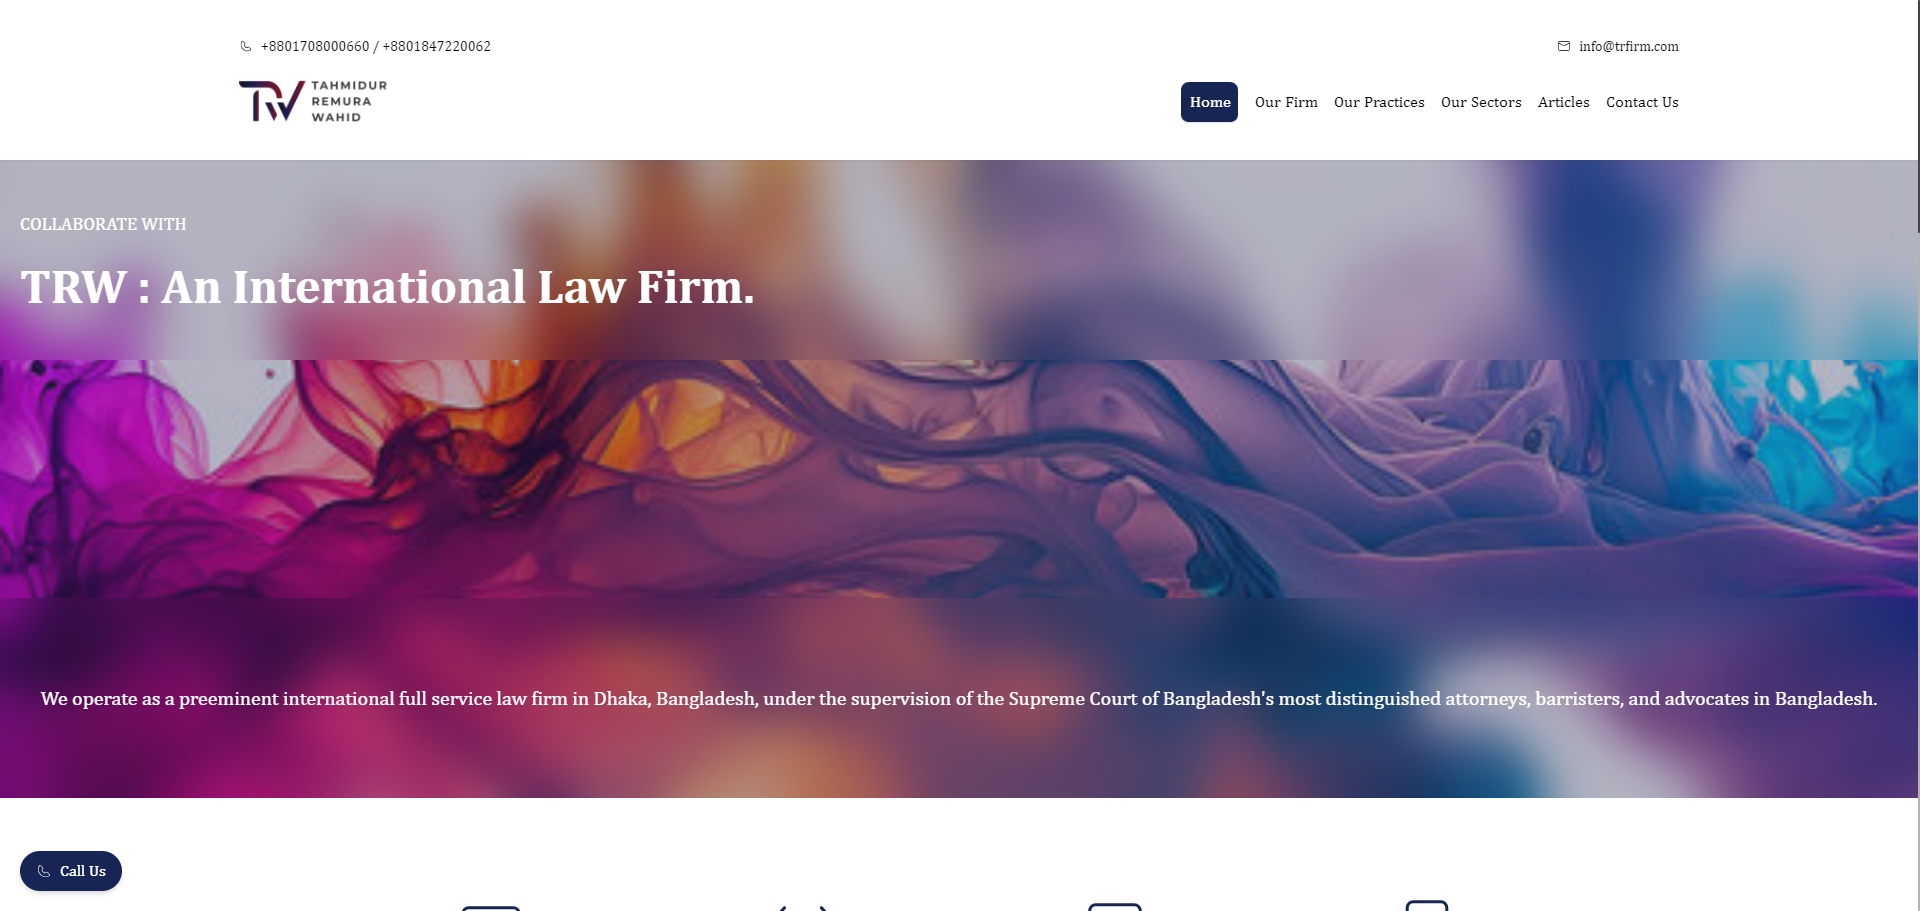 +8801708000660 / +8801847220062
info@trfirm.com
TRW
TAHMIDUR
REMURA
WAHID
Home
Our Firm
Our Practices
Our Sectors
Articles
Contact Us
COLLABORATE WITH
TRW : An International Law Firm.
We operate as a preeminent international full service law firm in Dhaka, Bangladesh, under the supervision of the Supreme Court of Bangladesh's most distinguished attorneys, barristers, and advocates in Bangladesh.
Call Us